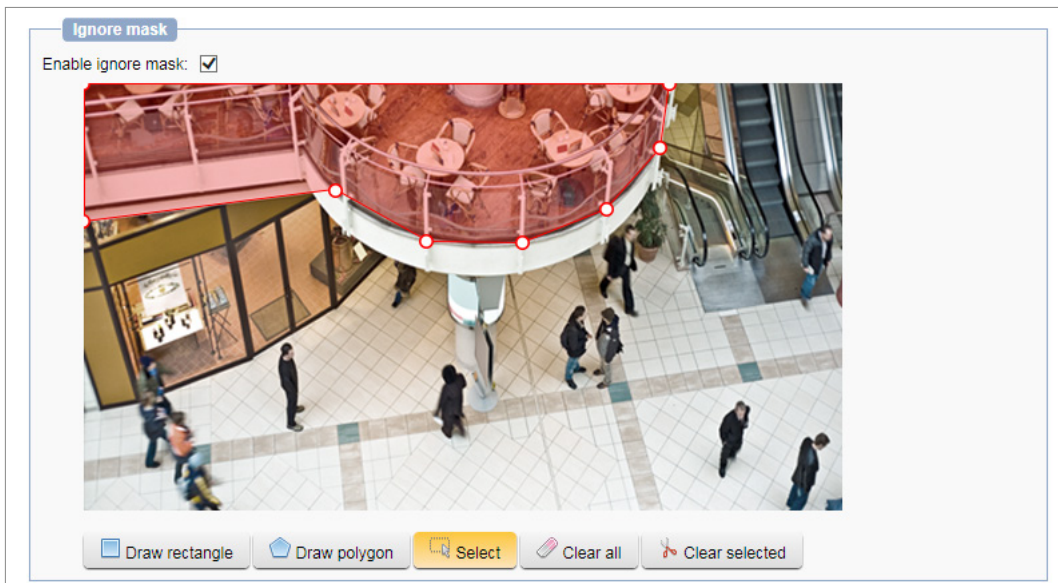 Ignore mask
Enable ignore mask:
Draw rectangle Draw polygon Select Clear all Clear selected